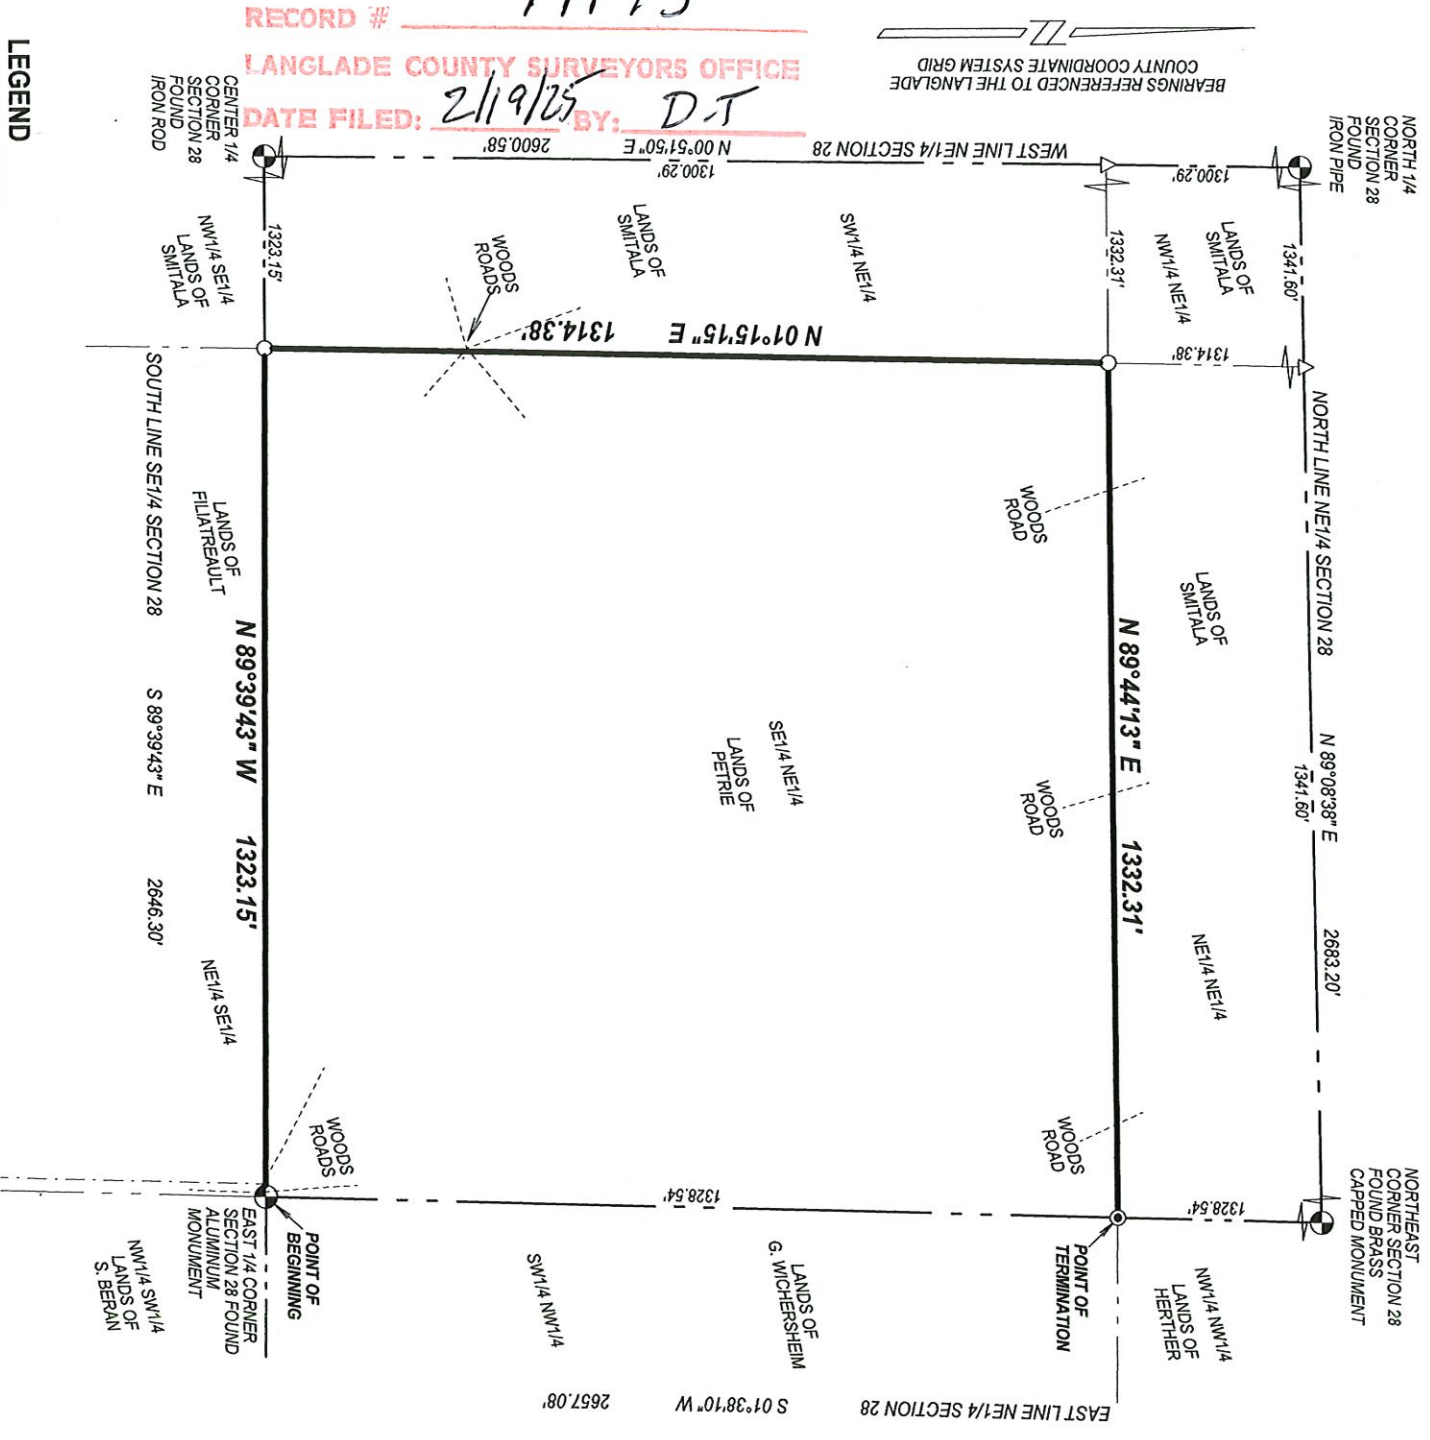 RECORD #
LANGLADE COUNTY SURVEYORS OFFICE
DATE FILED: 2/19/25 BY: D.T
BEARINGS REFERENCED TO THE LANGLADE
COUNTY COORDINATE SYSTEM GRID
LEGEND
NORTH 1/4
CORNER
SECTION 28
FOUND
IRON PIPE
CENTER 1/4
CORNER
SECTION 28
FOUND
IRON ROD
WEST LINE NE1/4 SECTION 28
N 00°51'50" E
2600.58'
1300.29'
1300.29'
1323.15'
NW1/4 SE1/4
LANDS OF
SMITALA
WOODS
ROADS
LANDS OF
SMITALA
SW1/4 NE1/4
1332.31'
NW1/4 NE1/4
LANDS OF
SMITALA
1341.60'
N 01°15'15" E
1314.38'
1314.38'
NORTH LINE NE1/4 SECTION 28
N 89°08'38" E
2683.20'
1341.60'
SOUTH LINE SE1/4 SECTION 28
S 89°39'43" E
2646.30'
LANDS OF
FILIATREAULT
N 89°39'43" W
1323.15'
NE1/4 SE1/4
WOODS
ROAD
LANDS OF
SMITALA
N 89°44'13" E
1332.31'
SE1/4 NE1/4
LANDS OF
PETRIE
WOODS
ROAD
NE1/4 NE1/4
WOODS
ROAD
WOODS
ROADS
1328.54'
1328.54'
NORTHEAST
CORNER SECTION 28
FOUND BRASS
CAPPED MONUMENT
POINT OF
BEGINNING
EAST 1/4 CORNER
SECTION 28 FOUND
ALUMINUM
MONUMENT
NW1/4 SW1/4
LANDS OF
S. BERAN
SW1/4 NW1/4
LANDS OF
G. WICHERSHEIM
POINT OF
TERMINATION
NW1/4 NW1/4
LANDS OF
HERTHER
EAST LINE NE1/4 SECTION 28
S 01°38'10" W
2657.08'